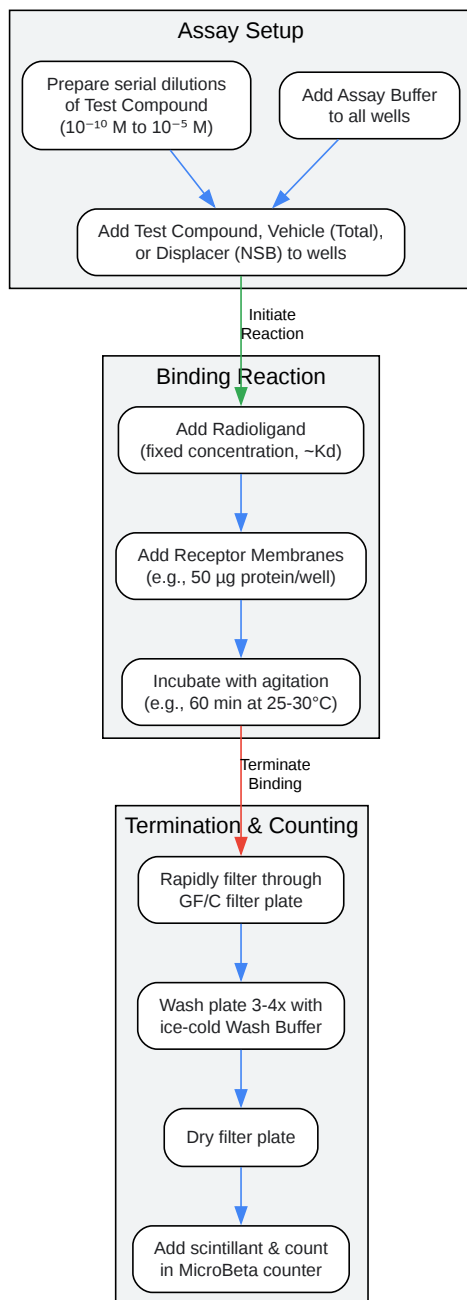 Assay Setup
Prepare serial dilutions
of Test Compound
(10⁻¹⁰ M to 10⁻⁵ M)
Add Assay Buffer
to all wells
Add Test Compound, Vehicle (Total),
or Displacer (NSB) to wells
Initiate
Reaction
Binding Reaction
Add Radioligand
(fixed concentration, ~Kd)
Add Receptor Membranes
(e.g., 50 µg protein/well)
Incubate with agitation
(e.g., 60 min at 25-30°C)
Terminate
Binding
Termination & Counting
Rapidly filter through
GF/C filter plate
Wash plate 3-4x with
ice-cold Wash Buffer
Dry filter plate
Add scintillant & count
in MicroBeta counter